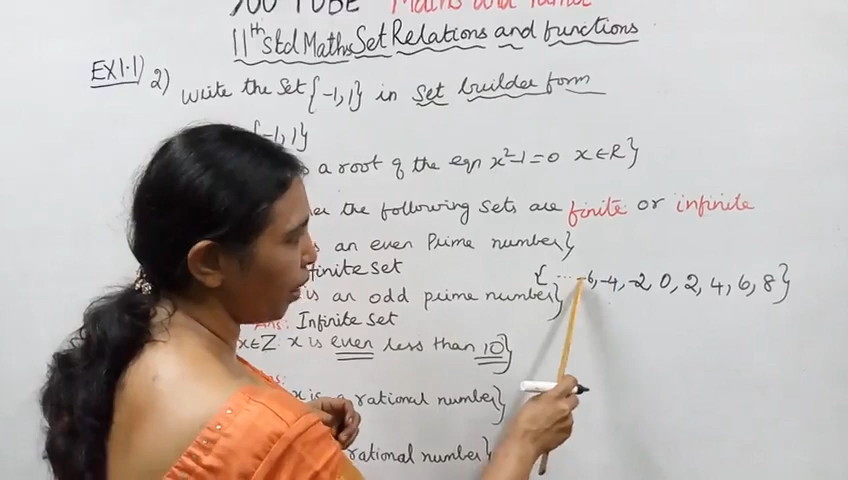 YOU TUBE Maths and
11th std Maths Set Relations and functions
EX 1.1) 2) Write the Set {-1, 1} in Set builder form
{-1, 1}
a root of the eqn x²-1=0 x∈R}
the following Sets are finite or infinite
is an even Prime number}
finite set
{ ... -6, -4, -2 0, 2, 4, 6, 8}
is an odd prime number}
Ans: Infinite Set
x∈Z: x is even less than 10}
x is a rational number}
rational number}